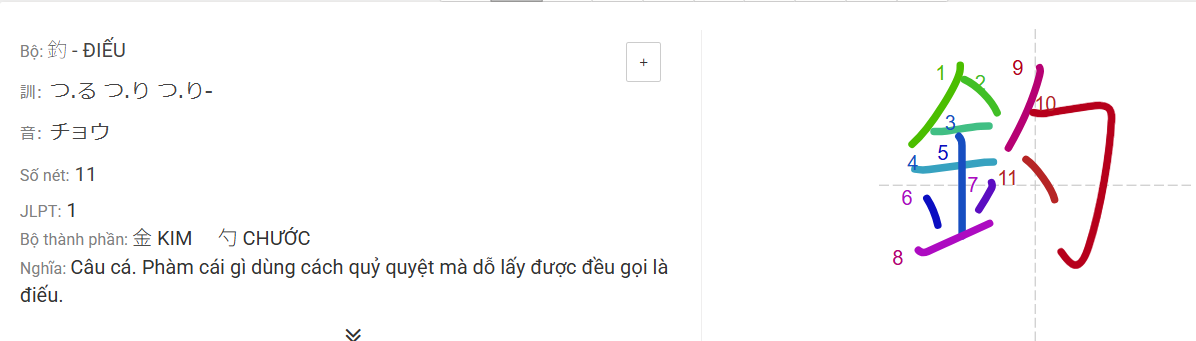 Bộ: 釣 - ĐIẾU
訓: つ.る つ.り つ.り-
音: チョウ
Số nét: 11
JLPT: 1
Bộ thành phần: 金 KIM 勺 CHƯỚC
Nghĩa: Câu cá. Phàm cái gì dùng cách quỷ quyệt mà dỗ lấy được đều gọi là
điếu.
+
釣
1 2 3 4 5 6 7 8 9 10 11